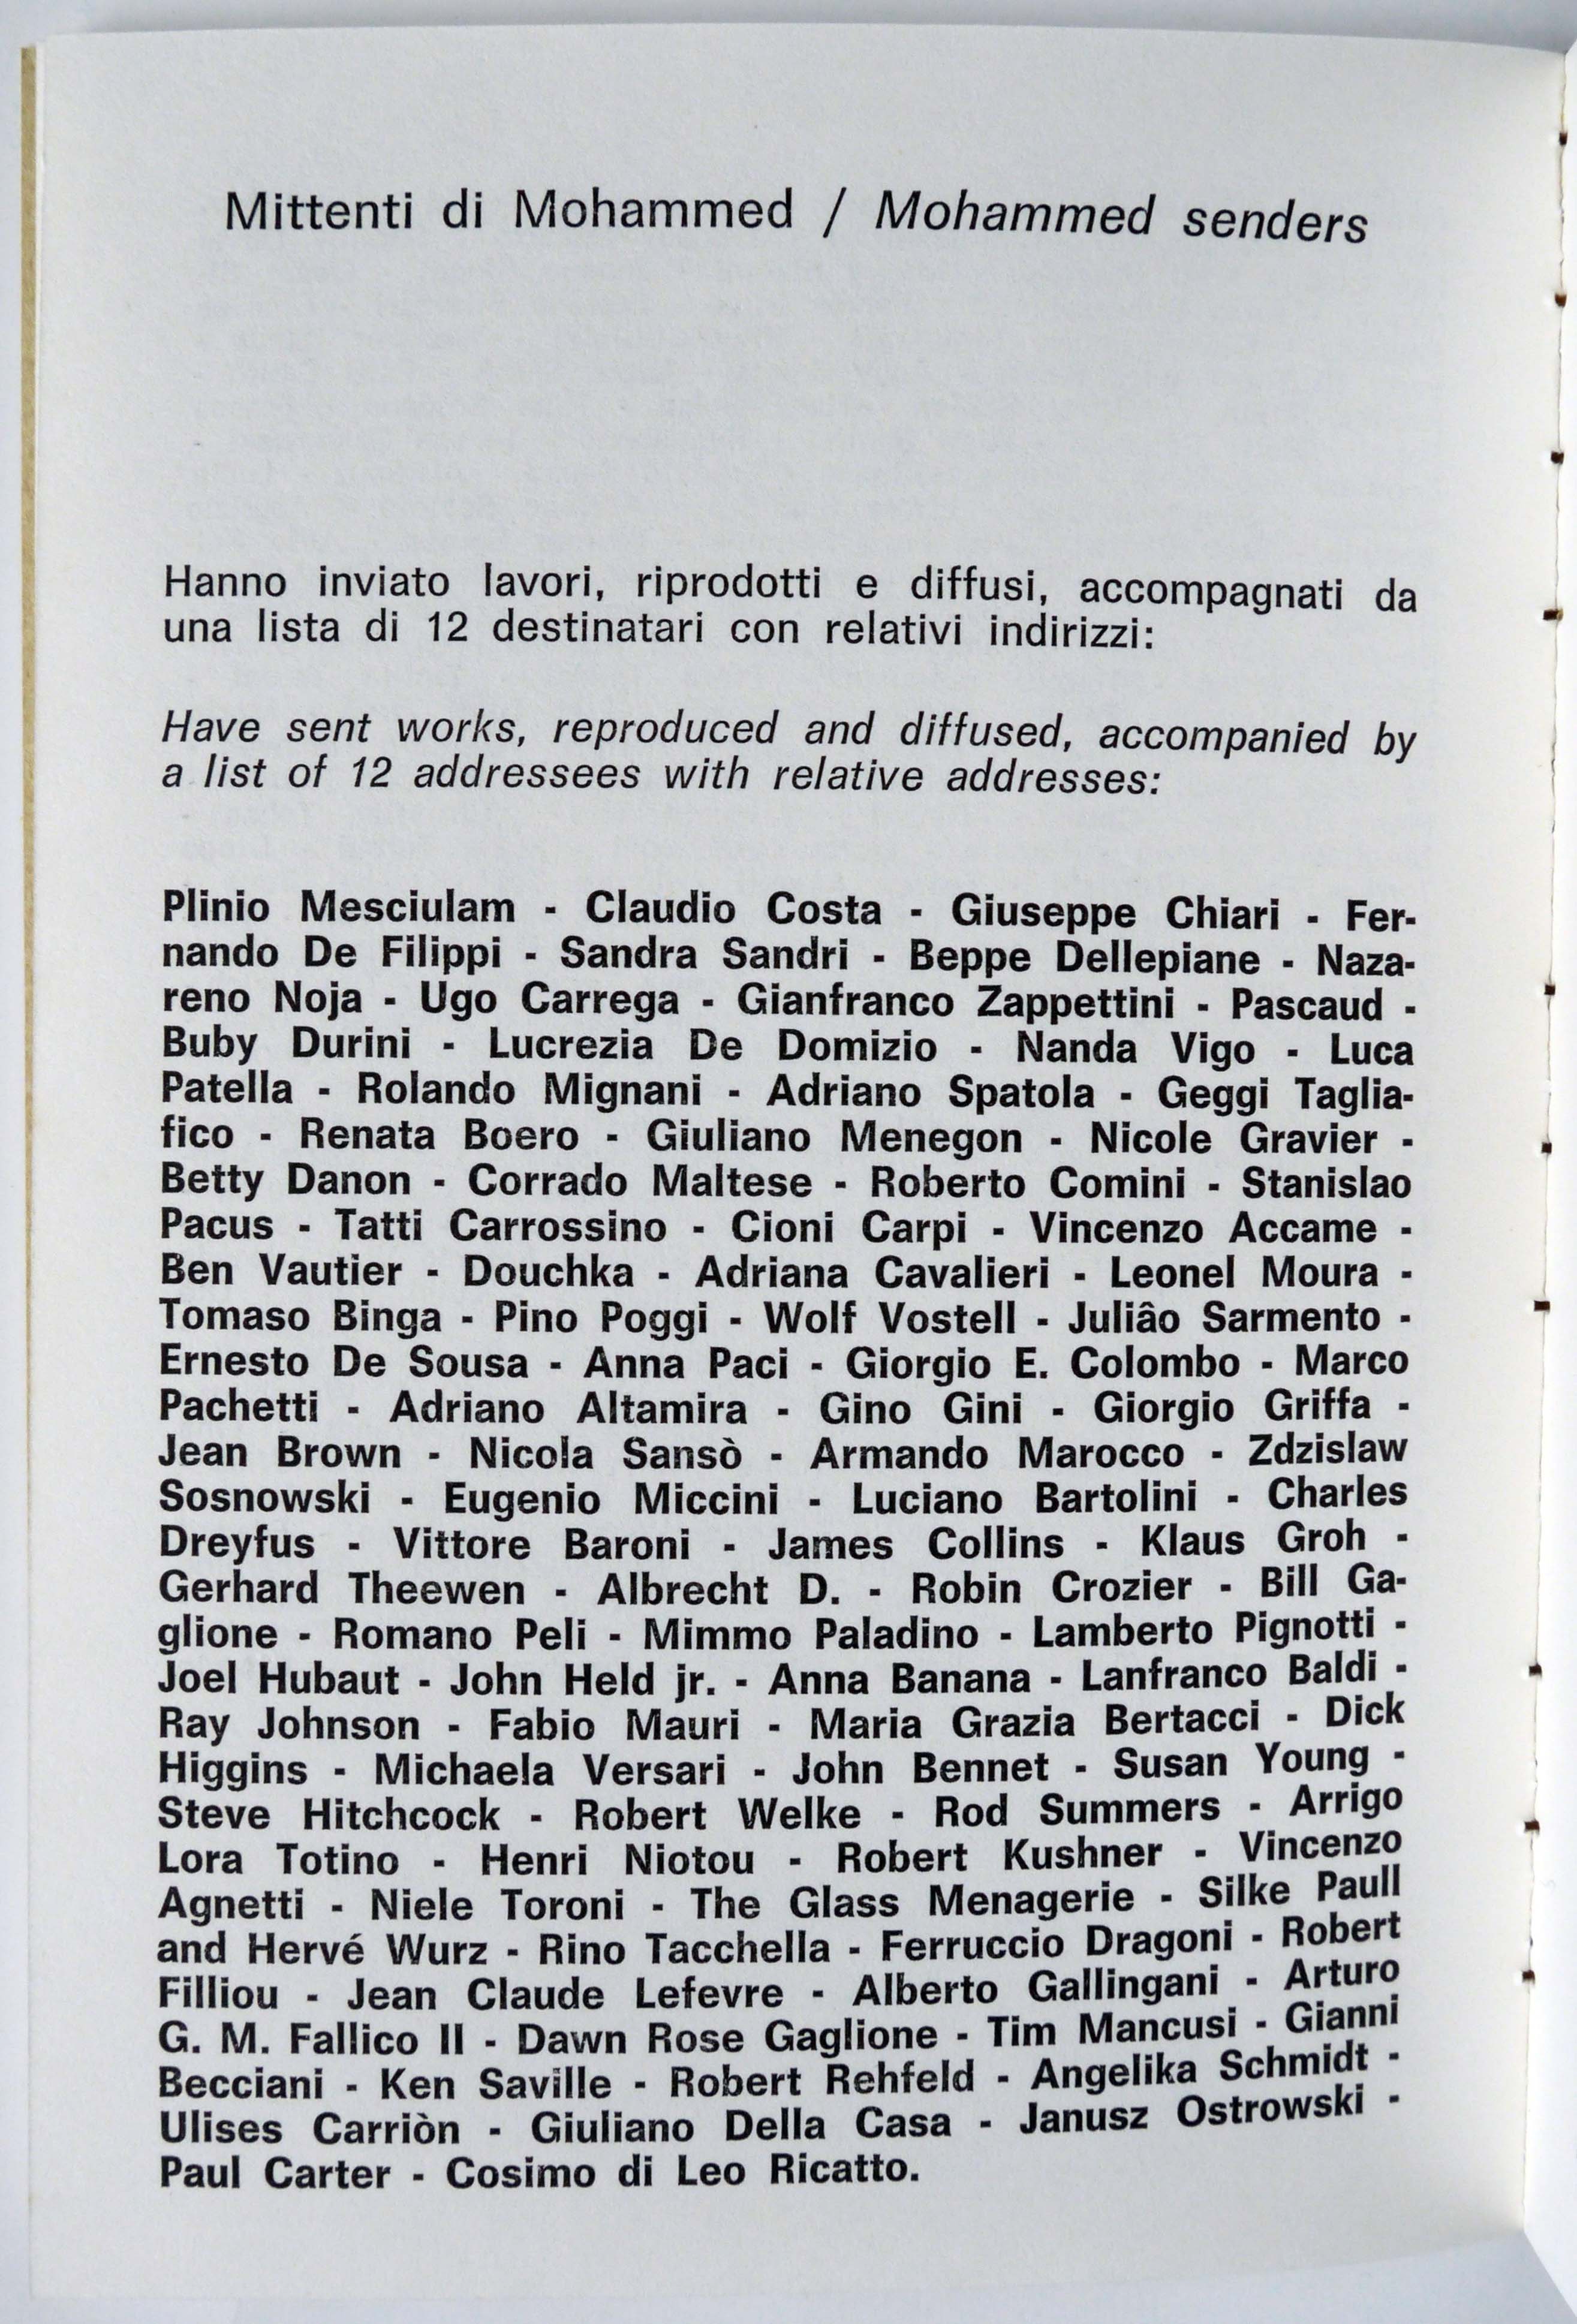 Mittenti di Mohammed / Mohammed senders
Hanno inviato lavori, riprodotti e diffusi, accompagnati da
una lista di 12 destinatari con relativi indirizzi:
Have sent works, reproduced and diffused, accompanied by
a list of 12 addressees with relative addresses:
Plinio Mesciulam - Claudio Costa - Giuseppe Chiari - Fer-
nando De Filippi - Sandra Sandri - Beppe Dellepiane - Naza-
reno Noja - Ugo Carrega - Gianfranco Zappettini - Pascaud -
Buby Durini - Lucrezia De Domizio - Nanda Vigo - Luca
Patella - Rolando Mignani - Adriano Spatola - Geggi Taglia-
fico - Renata Boero - Giuliano Menegon - Nicole Gravier -
Betty Danon - Corrado Maltese - Roberto Comini - Stanislao
Pacus - Tatti Carrossino - Cioni Carpi - Vincenzo Accame -
Ben Vautier - Douchka - Adriana Cavalieri - Leonel Moura -
Tomaso Binga - Pino Poggi - Wolf Vostell - Juliâo Sarmento -
Ernesto De Sousa - Anna Paci - Giorgio E. Colombo - Marco
Pachetti - Adriano Altamira - Gino Gini - Giorgio Griffa -
Jean Brown - Nicola Sansò - Armando Marocco - Zdzislaw
Sosnowski - Eugenio Miccini - Luciano Bartolini - Charles
Dreyfus - Vittore Baroni - James Collins - Klaus Groh -
Gerhard Theewen - Albrecht D. - Robin Crozier - Bill Ga-
glione - Romano Peli - Mimmo Paladino - Lamberto Pignotti -
Joel Hubaut - John Held jr. - Anna Banana - Lanfranco Baldi -
Ray Johnson - Fabio Mauri - Maria Grazia Bertacci - Dick
Higgins - Michaela Versari - John Bennet - Susan Young -
Steve Hitchcock - Robert Welke - Rod Summers - Arrigo
Lora Totino - Henri Niotou - Robert Kushner - Vincenzo
Agnetti - Niele Toroni - The Glass Menagerie - Silke Paull
and Hervé Wurz - Rino Tacchella - Ferruccio Dragoni - Robert
Filliou - Jean Claude Lefevre - Alberto Gallingani - Arturo
G. M. Fallico II - Dawn Rose Gaglione - Tim Mancusi - Gianni
Becciani - Ken Saville - Robert Rehfeld - Angelika Schmidt -
Ulises Carriòn - Giuliano Della Casa - Janusz Ostrowski -
Paul Carter - Cosimo di Leo Ricatto.